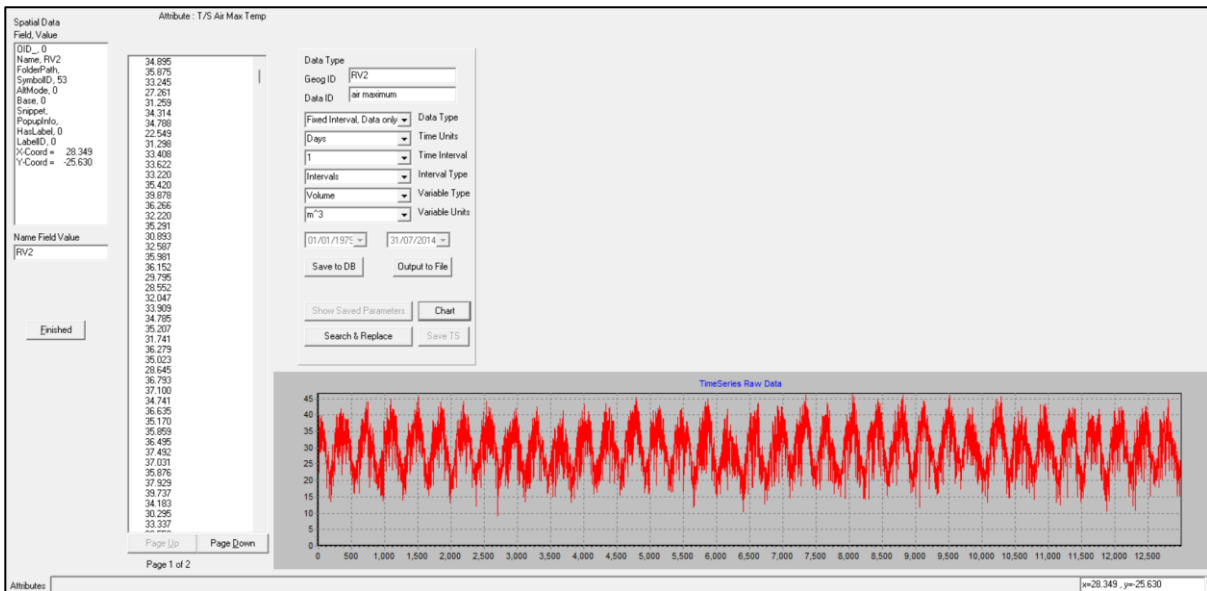 Spatial Data
Field, Value
OID_, 0
Name, RV2
FolderPath,
SymbolID, 53
AltMode, 0
Base, 0
Snippet,
PopupInfo,
HasLabel, 0
LabelID, 0
X-Coord = 28.349
Y-Coord = -25.630
Name Field Value
RV2
Finished
Attribute : T/S Air Max Temp
34.895
35.875
33.245
27.261
31.259
34.314
34.788
22.549
31.298
33.408
33.622
33.220
35.420
39.878
36.266
32.220
35.291
30.893
32.587
35.981
36.152
29.795
28.552
32.047
33.909
34.785
35.207
31.741
36.279
35.023
28.645
36.793
37.100
34.741
36.635
35.170
35.859
36.495
37.492
37.031
35.876
37.929
39.737
34.183
30.295
33.337
Page Up Page Down
Page 1 of 2
Data Type
Geog ID RV2
Data ID air maximum
Fixed Interval, Data only Data Type
Days Time Units
1 Time Interval
Intervals Interval Type
Volume Variable Type
m^3 Variable Units
01/01/1979 31/07/2014
Save to DB Output to File
Show Saved Parameters Chart
Search & Replace Save TS
TimeSeries Raw Data
45
40
35
30
25
20
15
10
5
0
0 500 1,000 1,500 2,000 2,500 3,000 3,500 4,000 4,500 5,000 5,500 6,000 6,500 7,000 7,500 8,000 8,500 9,000 9,500 10,000 10,500 11,000 11,500 12,000 12,500
Attributes
x=28.349 , y=-25.630